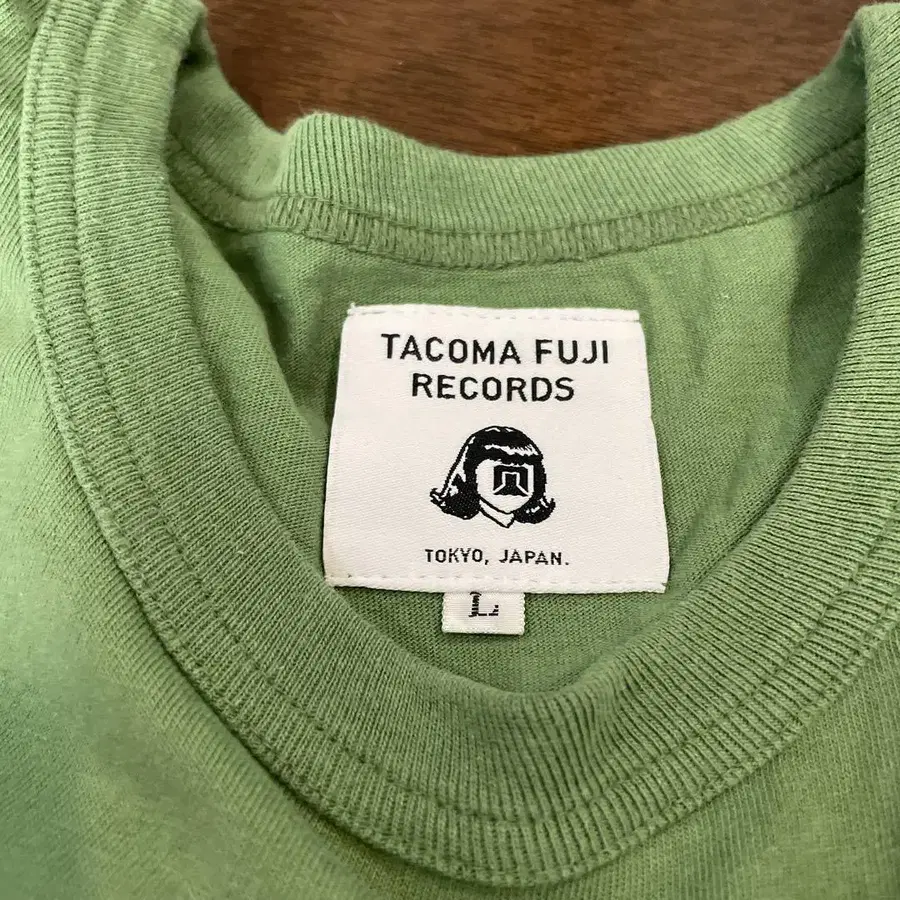 TACOMA FUJI
RECORDS
TOKYO, JAPAN.
L